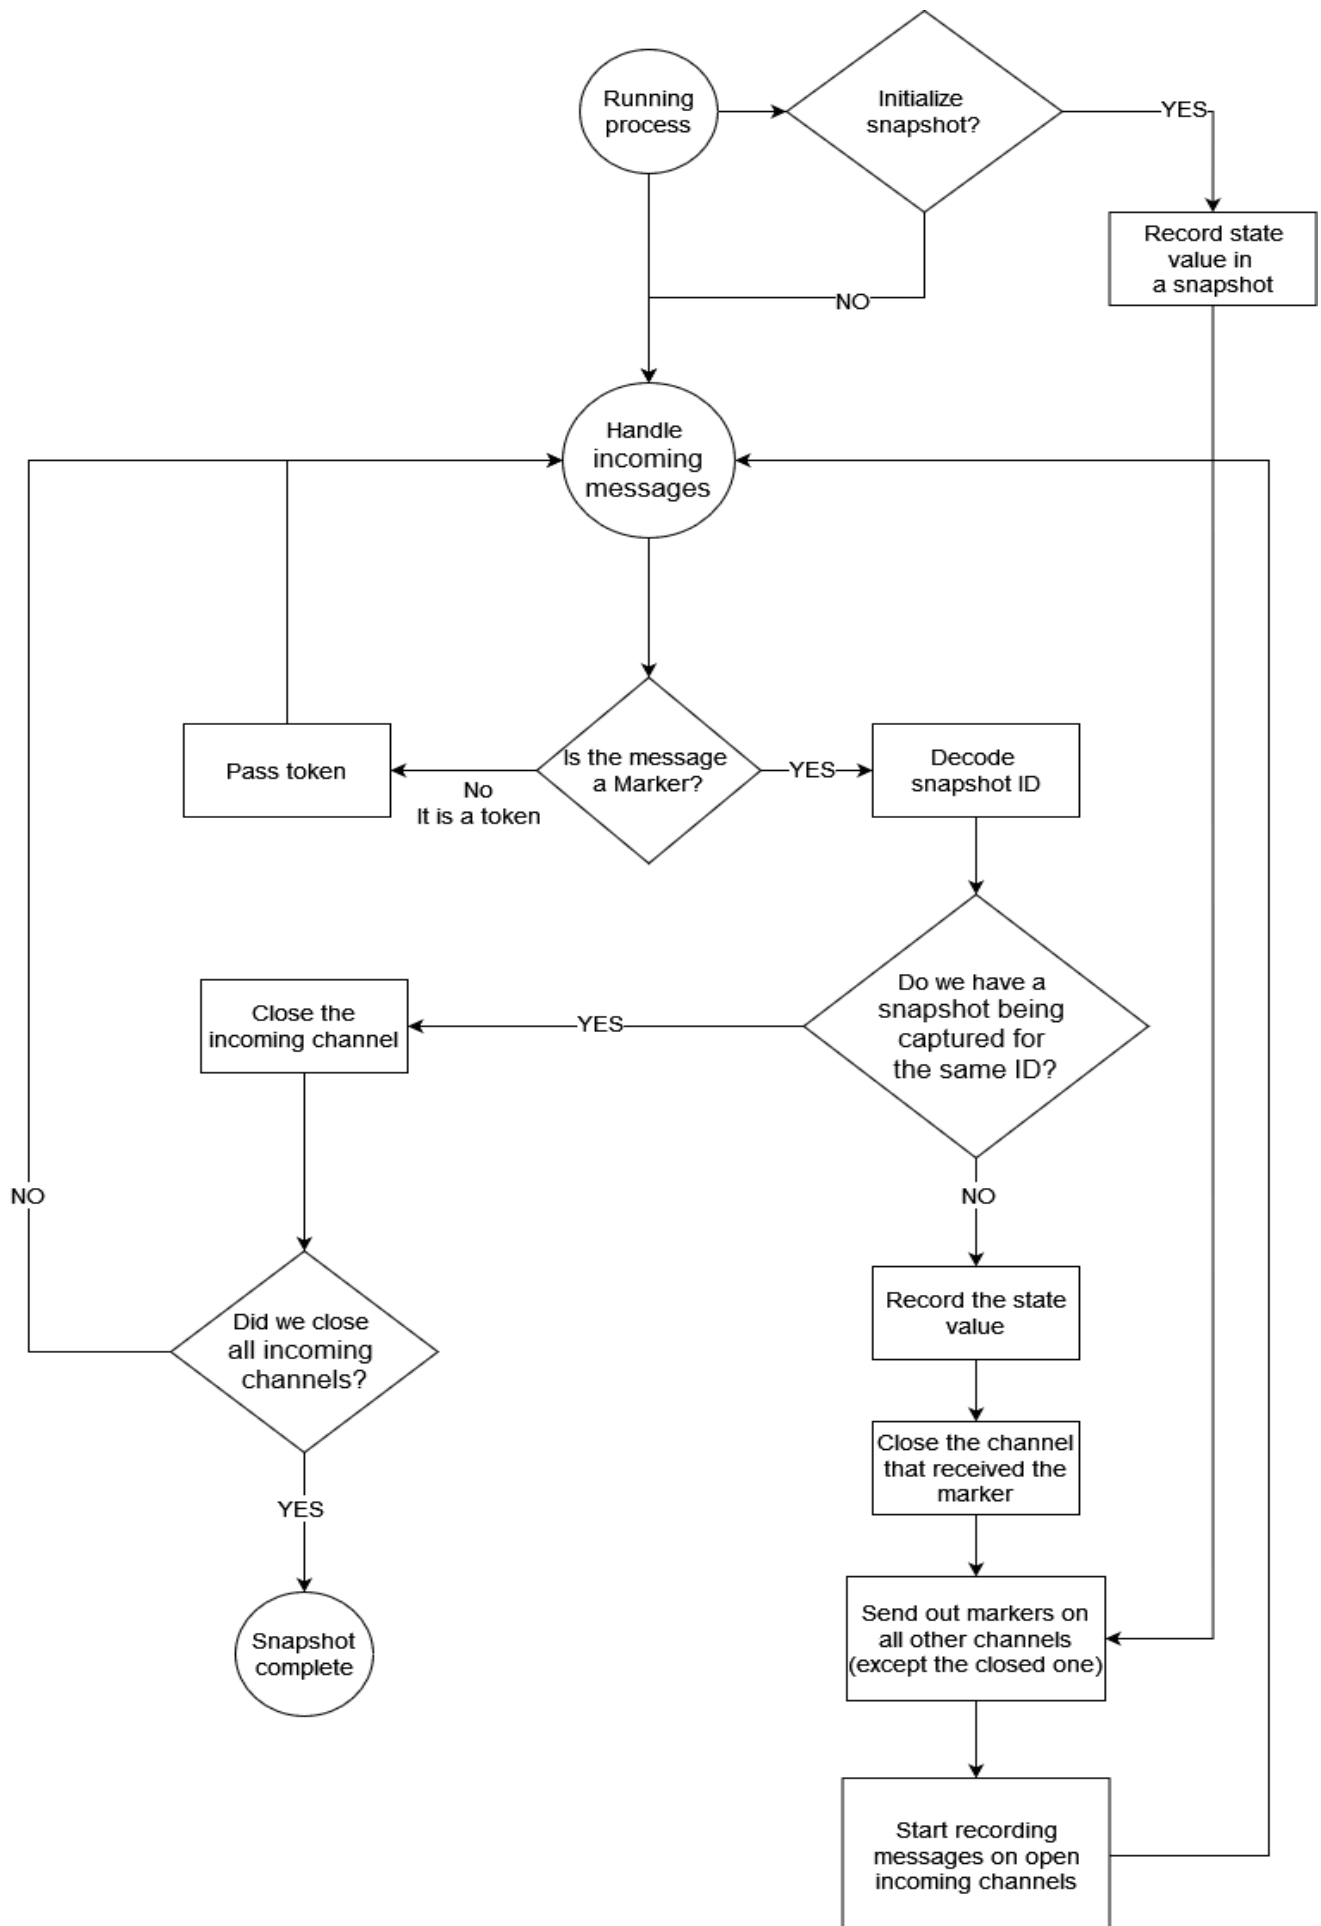 Running
process
Initialize
snapshot?
YES
Record state
value in
a snapshot
NO
Handle
incoming
messages
Is the message
a Marker?
YES
Decode
snapshot ID
Pass token
No
It is a token
Do we have a
snapshot being
captured for
the same ID?
YES
Close the
incoming channel
NO
NO
Record the state
value
Did we close
all incoming
channels?
Close the channel
that received the
marker
YES
Send out markers on
all other channels
(except the closed one)
Snapshot
complete
Start recording
messages on open
incoming channels